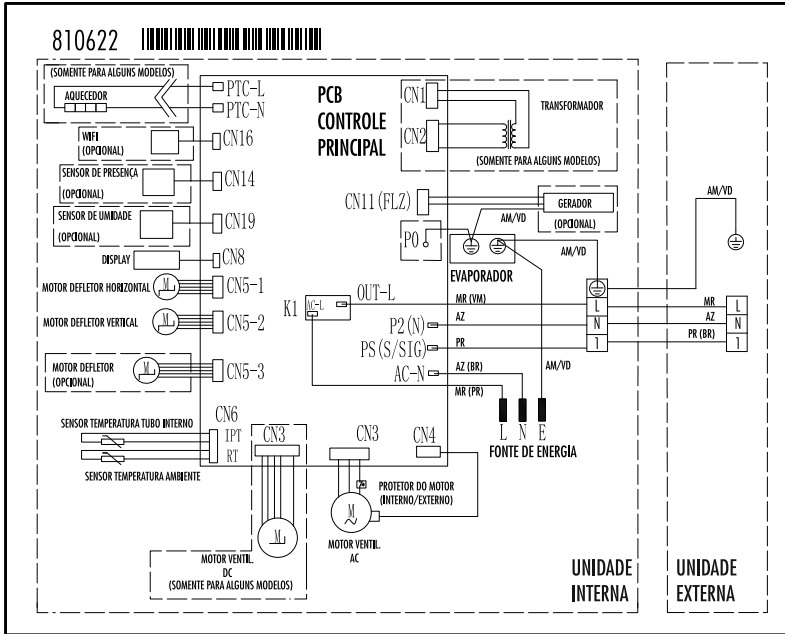 810622
(SOMENTE PARA ALGUNS MODELOS)
AQUECEDOR
PTC-L
PTC-N
WIFI
(OPCIONAL)
CN16
SENSOR DE PRESENÇA
(OPCIONAL)
CN14
SENSOR DE UMIDADE
(OPCIONAL)
CN19
DISPLAY
CN8
MOTOR DEFLETOR HORIZONTAL
M
CN5-1
MOTOR DEFLETOR VERTICAL
M
CN5-2
MOTOR DEFLETOR
(OPCIONAL)
M
CN5-3
CN6
SENSOR TEMPERATURA TUBO INTERNO
IPT
RT
SENSOR TEMPERATURA AMBIENTE
PCB
CONTROLE
PRINCIPAL
CN1
CN2
TRANSFORMADOR
(SOMENTE PARA ALGUNS MODELOS)
CN11(FLZ)
GERADOR
(OPCIONAL)
AM/VD
P0
EVAPORADOR
AM/VD
AM/VD
K1
AC-L
OUT-L
MR (VM)
L
MR
L
P2(N)
AZ
N
AZ
N
PS(S/SIG)
PR
1
PR (BR)
1
AC-N
AZ (BR)
AM/VD
MR (PR)
L N E
FONTE DE ENERGIA
CN3
CN3
CN4
PROTETOR DO MOTOR
(INTERNO/EXTERNO)
M
M
MOTOR VENTIL.
DC
(SOMENTE PARA ALGUNS MODELOS)
MOTOR VENTIL.
AC
UNIDADE
INTERNA
UNIDADE
EXTERNA